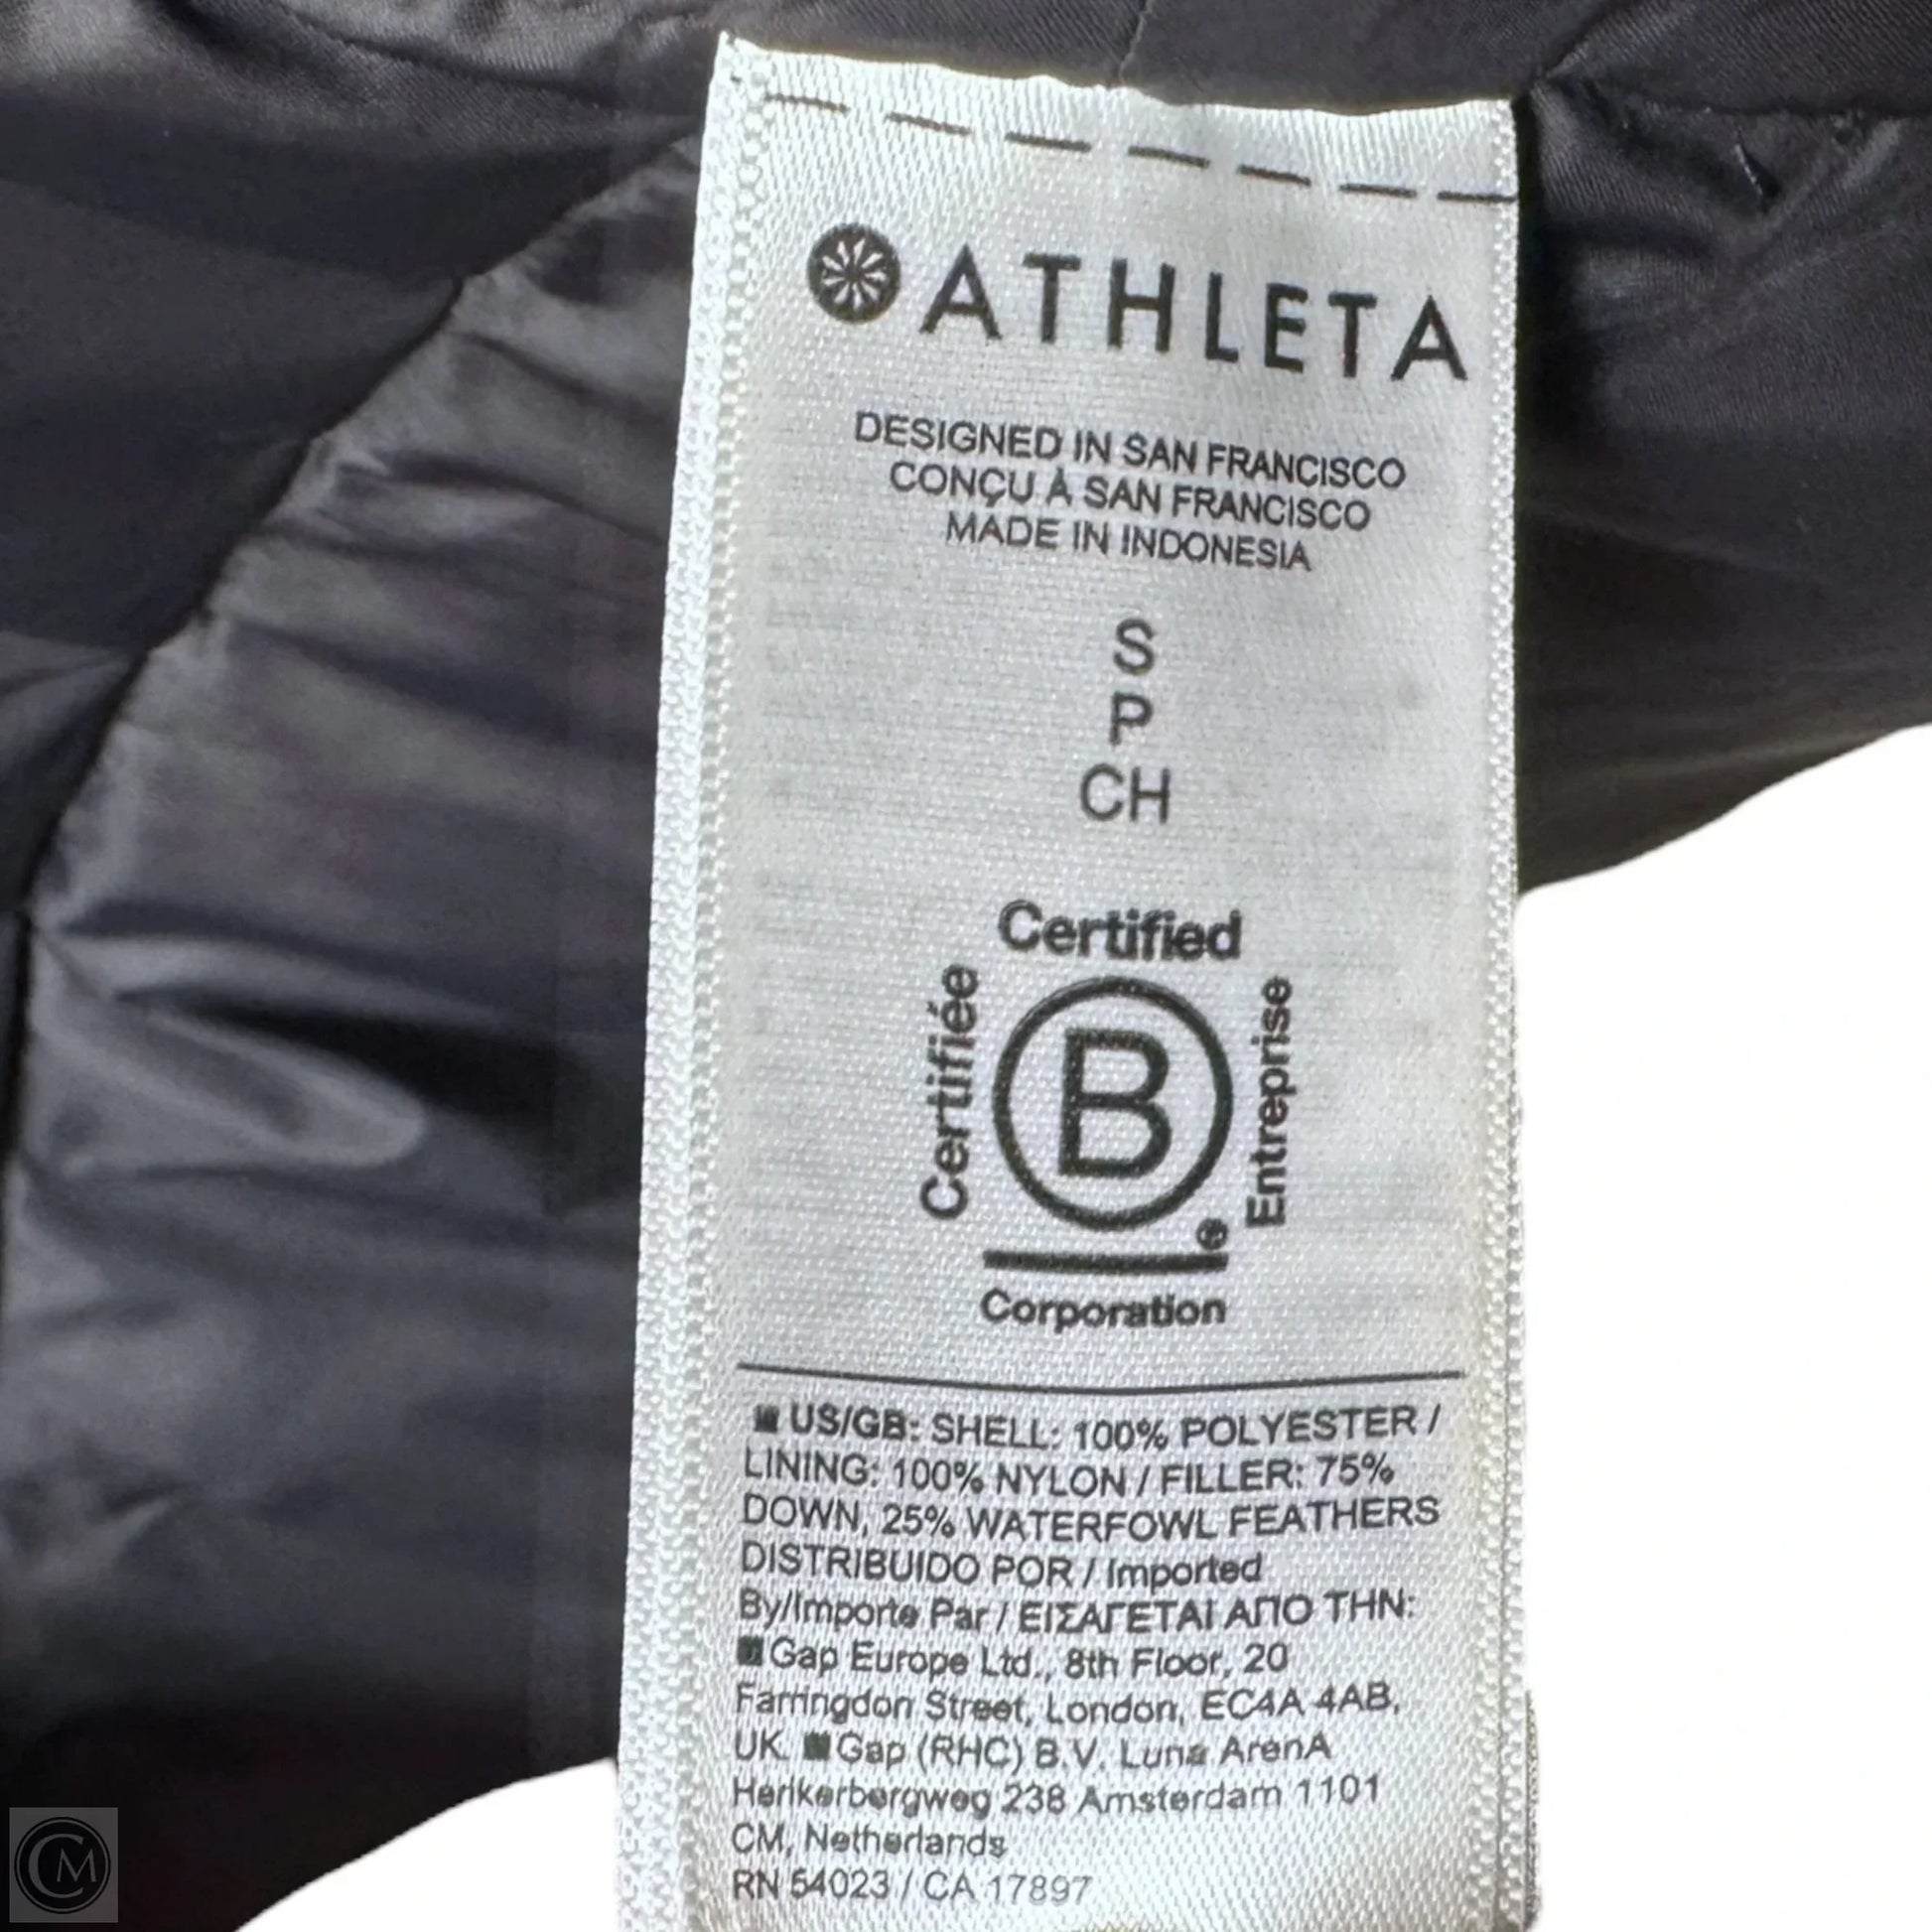 ATHLETA
DESIGNED IN SAN FRANCISCO
CONÇU À SAN FRANCISCO
MADE IN INDONESIA
S
P
CH
Certified
Certifiée
B
Entreprise
®
Corporation
US/GB: SHELL: 100% POLYESTER /
LINING: 100% NYLON / FILLER: 75%
DOWN, 25% WATERFOWL FEATHERS
DISTRIBUIDO POR / Imported
By/Importe Par / ΕΙΣΑΓΕΤΑΙ ΑΠΟ ΤΗΝ:
Gap Europe Ltd., 8th Floor, 20
Farringdon Street, London, EC4A 4AB,
UK. Gap (RHC) B.V. Luna ArenA
Herikerbergweg 238 Amsterdam 1101
CM, Netherlands
RN 54023 / CA 17897
CM